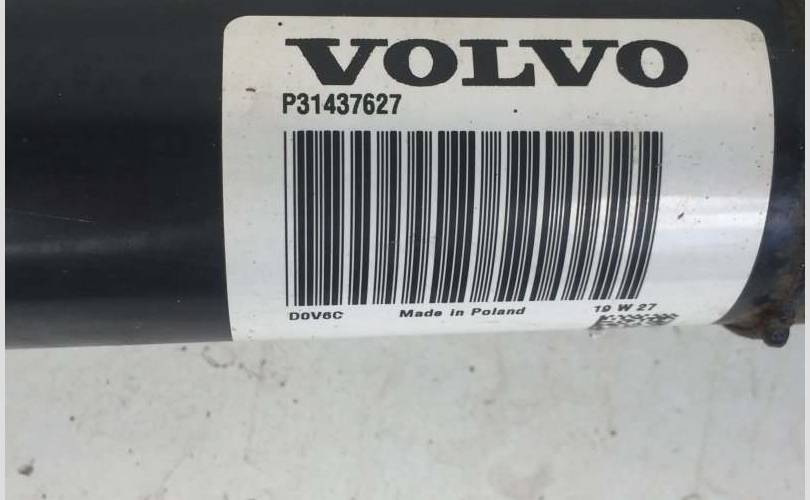 VOLVO
P31437627
D0V6C Made in Poland 19 W 27